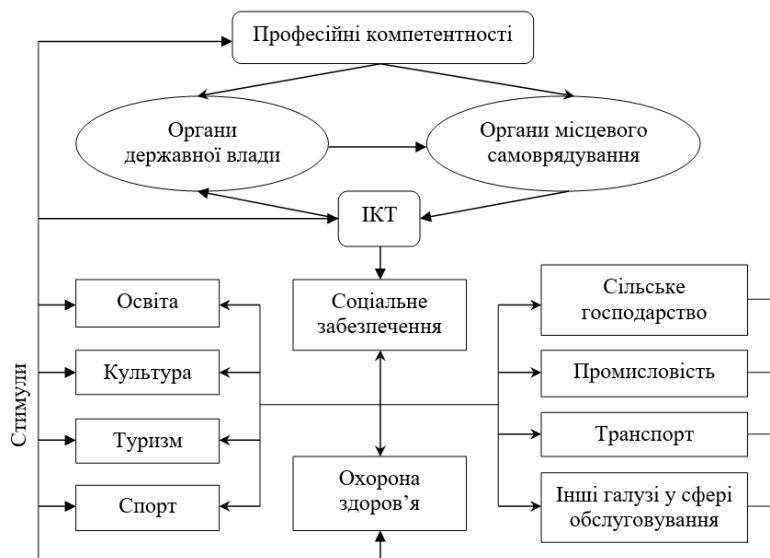 Професійні компетентності
Органи
державної влади
Органи місцевого
самоврядування
ІКТ
Стимули
Освіта
Культура
Туризм
Спорт
Соціальне
забезпечення
Охорона
здоров’я
Сільське
господарство
Промисловість
Транспорт
Інші галузі у сфері
обслуговування